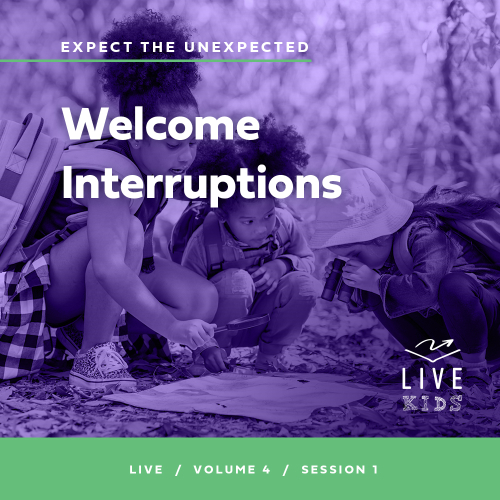 EXPECT THE UNEXPECTED
Welcome
Interruptions
LIVE
KIDS
LIVE / VOLUME 4 / SESSION 1